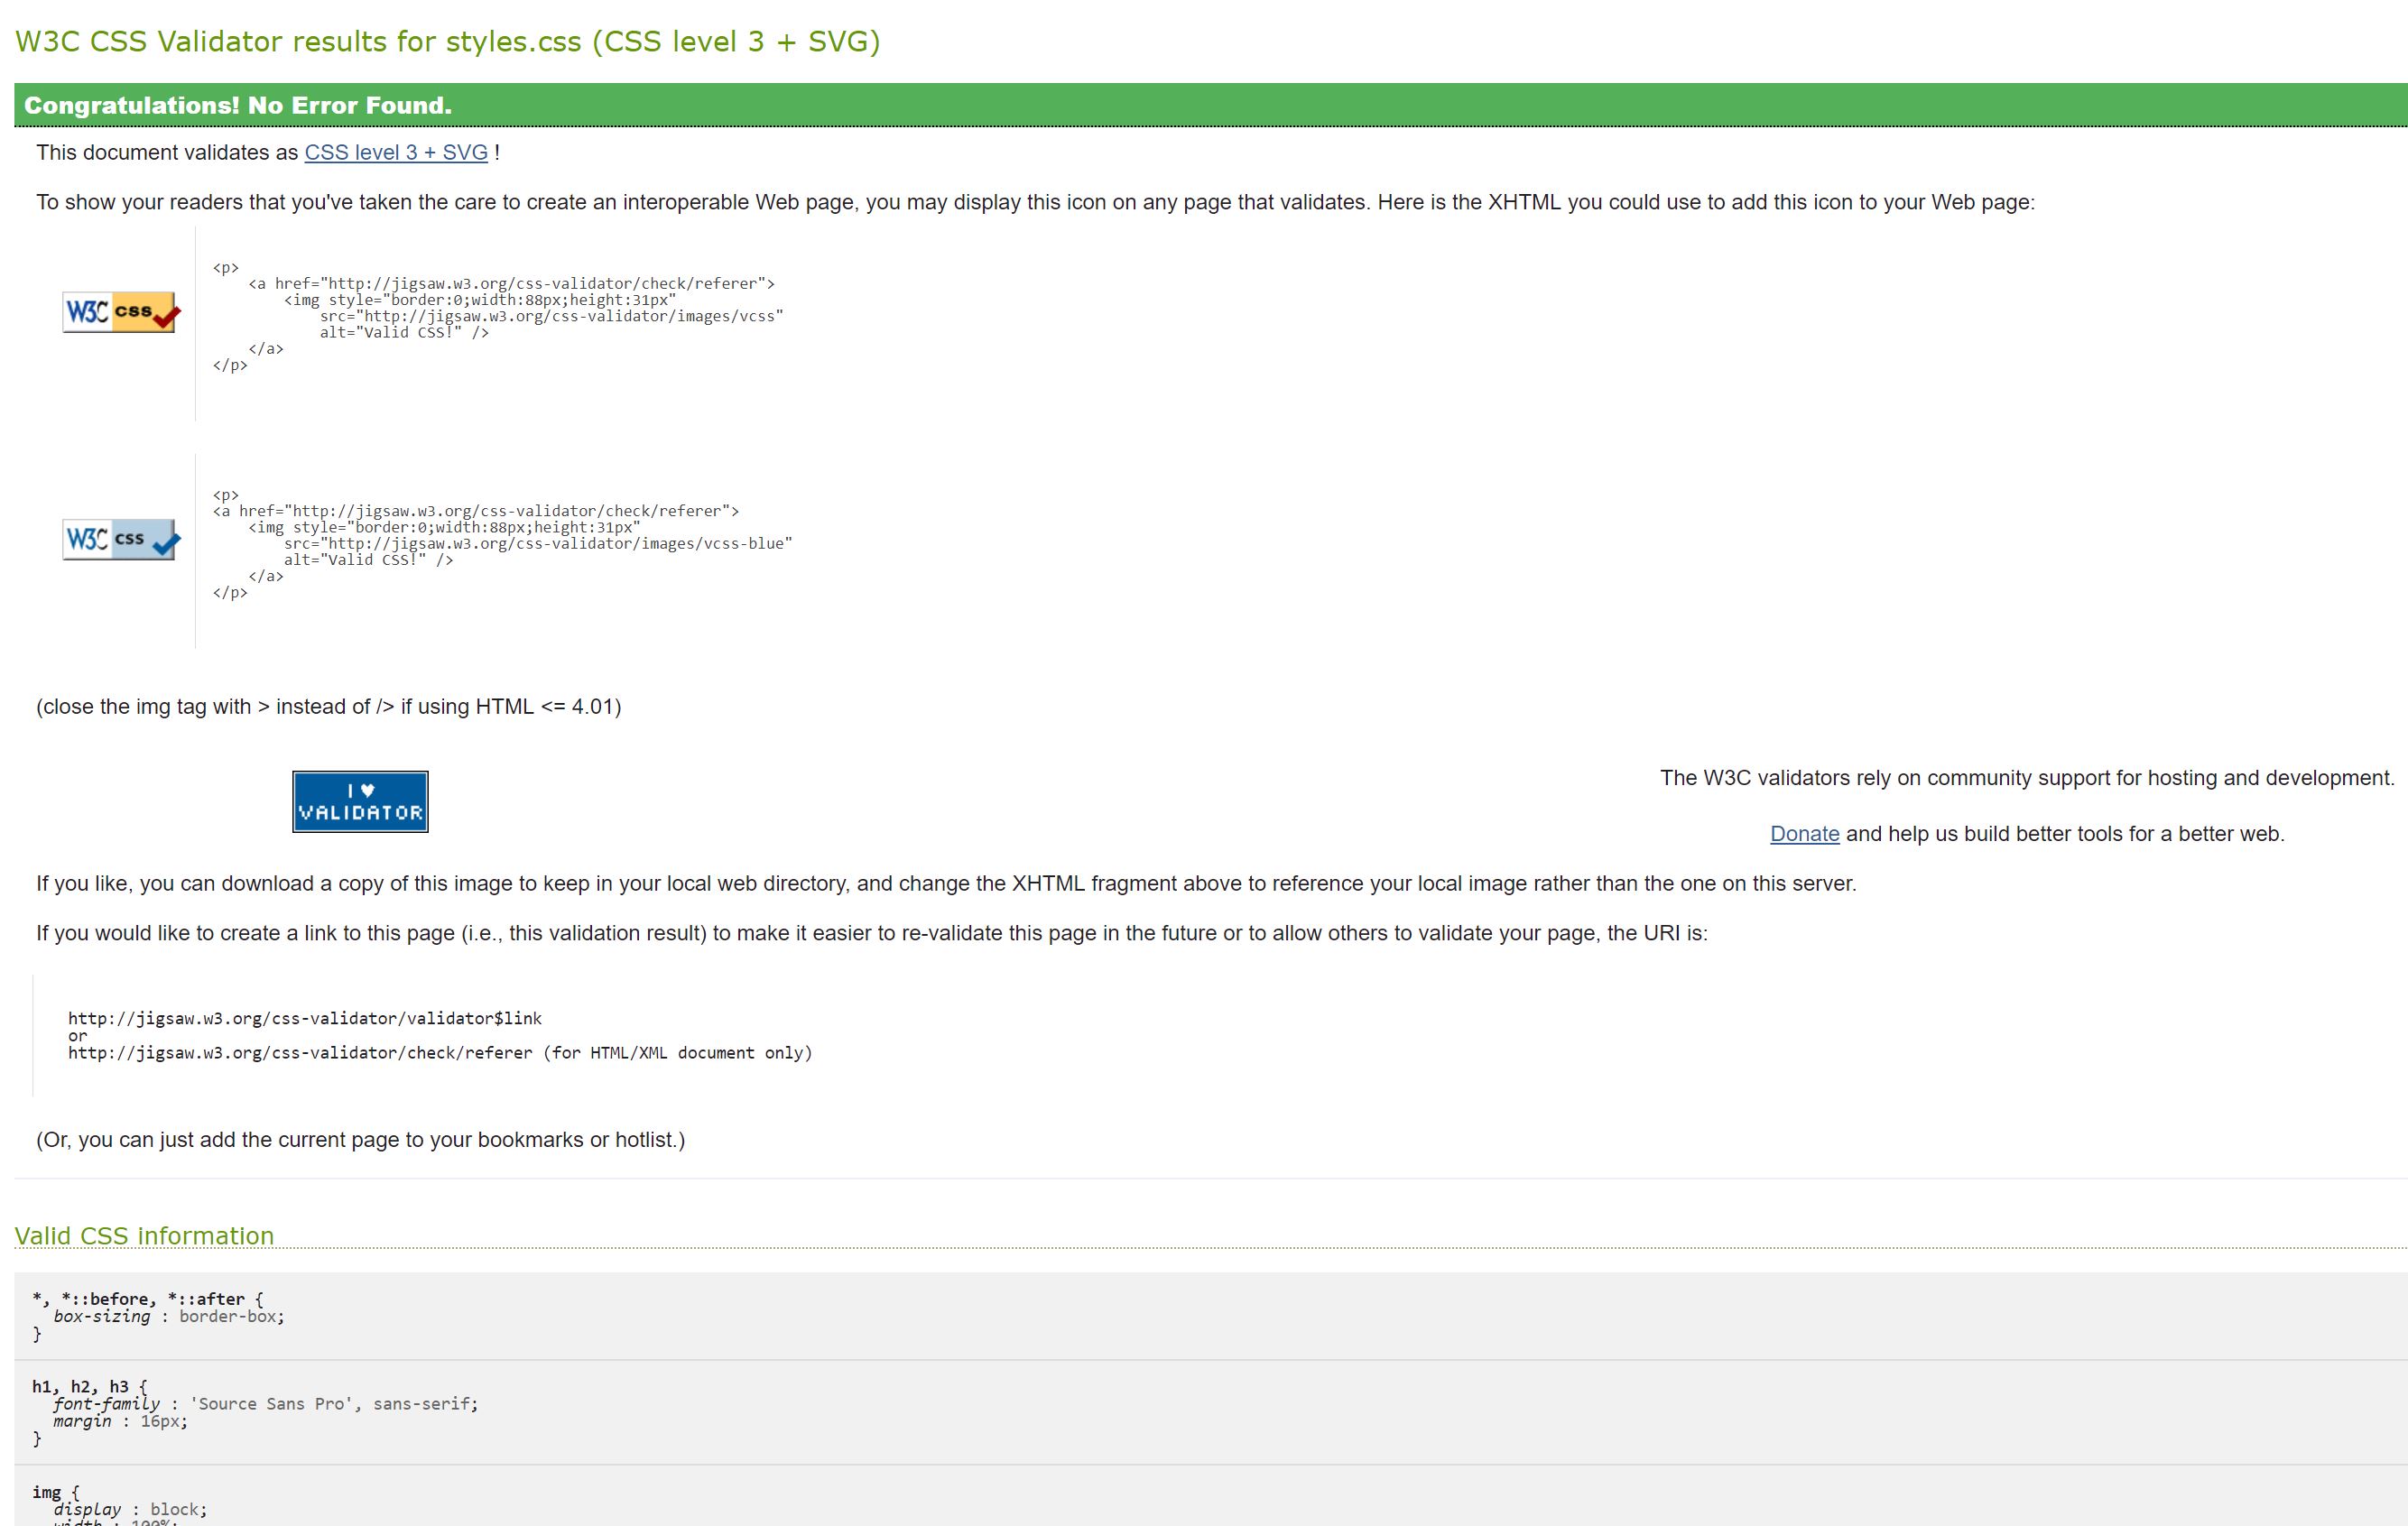 W3C CSS Validator results for styles.css (CSS level 3 + SVG)
Congratulations! No Error Found.
This document validates as CSS level 3 + SVG !
To show your readers that you've taken the care to create an interoperable Web page, you may display this icon on any page that validates. Here is the XHTML you could use to add this icon to your Web page:
W3C css
<p>
<a href="http://jigsaw.w3.org/css-validator/check/referer">
<img style="border:0;width:88px;height:31px"
src="http://jigsaw.w3.org/css-validator/images/vcss"
alt="Valid CSS!" />
</a>
</p>
W3C css
<p>
<a href="http://jigsaw.w3.org/css-validator/check/referer">
<img style="border:0;width:88px;height:31px"
src="http://jigsaw.w3.org/css-validator/images/vcss-blue"
alt="Valid CSS!" />
</a>
</p>
(close the img tag with > instead of /> if using HTML <= 4.01)
I ♥
VALIDATOR
The W3C validators rely on community support for hosting and development.
Donate and help us build better tools for a better web.
If you like, you can download a copy of this image to keep in your local web directory, and change the XHTML fragment above to reference your local image rather than the one on this server.
If you would like to create a link to this page (i.e., this validation result) to make it easier to re-validate this page in the future or to allow others to validate your page, the URI is:
http://jigsaw.w3.org/css-validator/validator$link
or
http://jigsaw.w3.org/css-validator/check/referer (for HTML/XML document only)
(Or, you can just add the current page to your bookmarks or hotlist.)
Valid CSS information
*, *::before, *::after {
box-sizing : border-box;
}
h1, h2, h3 {
font-family : 'Source Sans Pro', sans-serif;
margin : 16px;
}
img {
display : block;
width : 100%;